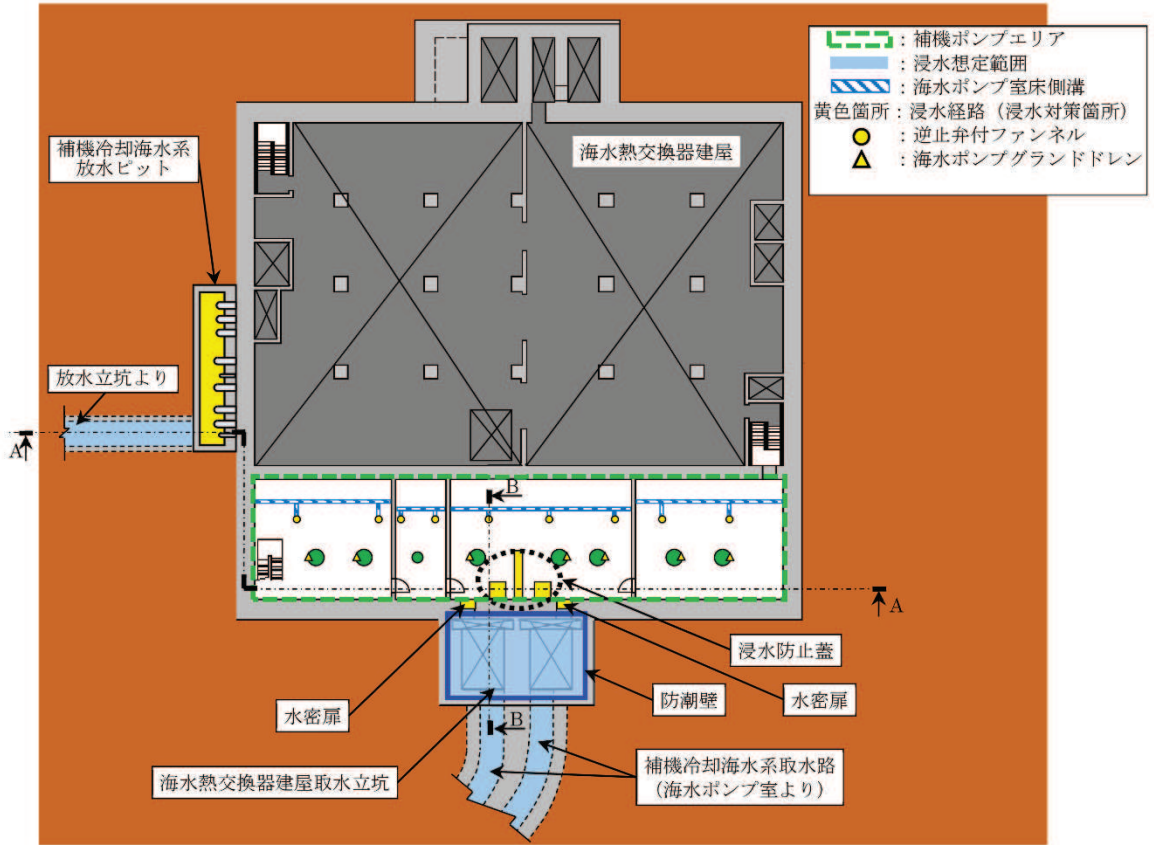 ：補機ポンプエリア
：浸水想定範囲
：海水ポンプ室床側溝
黄色箇所：浸水経路（浸水対策箇所）
：逆止弁付ファンネル
：海水ポンプグランドドレン
補機冷却海水系
放水ピット
海水熱交換器建屋
放水立坑より
A
B
A
浸水防止蓋
水密扉
防潮壁
水密扉
B
海水熱交換器建屋取水立坑
補機冷却海水系取水路
（海水ポンプ室より）